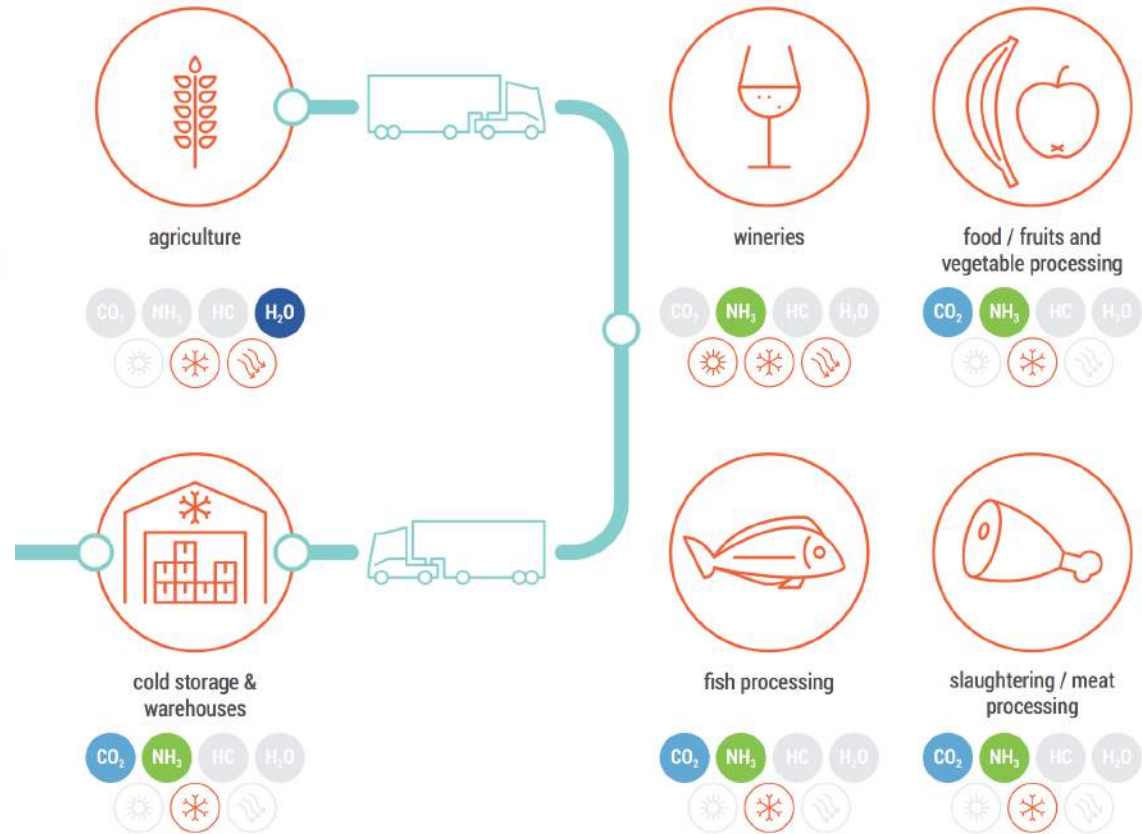 agriculture
CO₂ NH₃ HC H₂O
wineries
CO₂ NH₃ HC H₂O
food / fruits and
vegetable processing
CO₂ NH₃ HC H₂O
cold storage &
warehouses
CO₂ NH₃ HC H₂O
fish processing
CO₂ NH₃ HC H₂O
slaughtering / meat
processing
CO₂ NH₃ HC H₂O